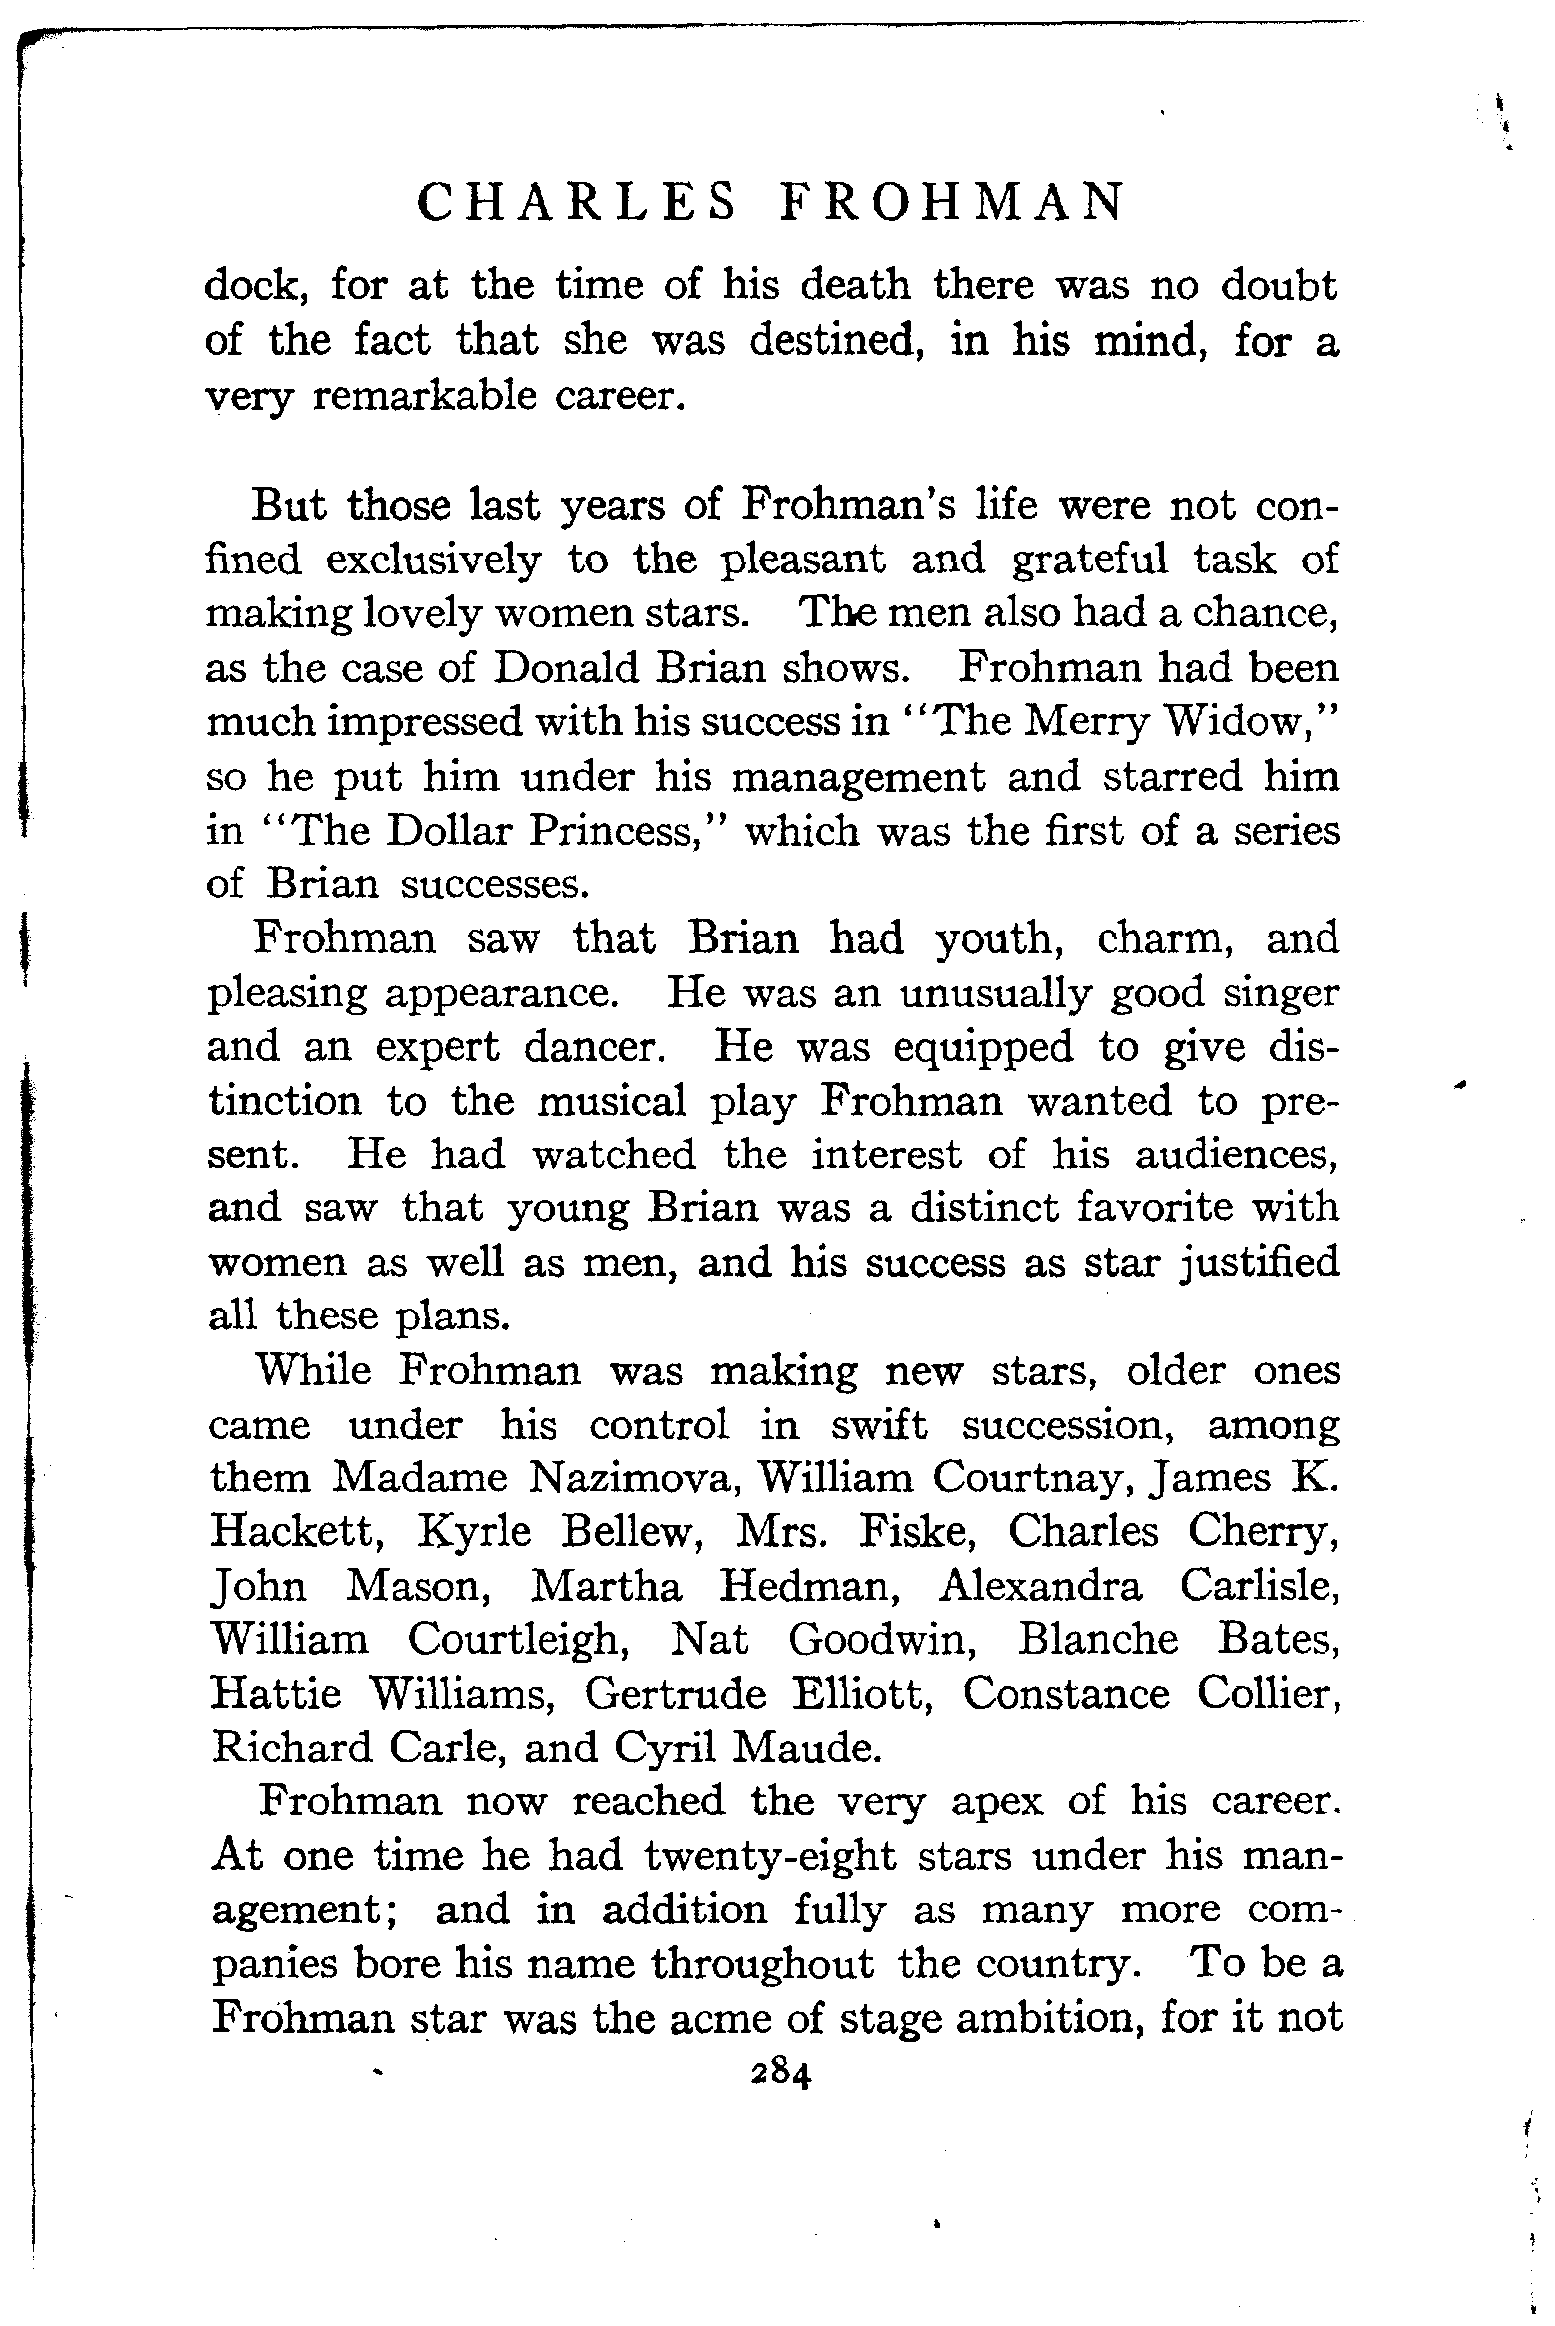 CHARLES FROHMAN
dock, for at the time of his death there was no doubt
of the fact that she was destined, in his mind, for a
very remarkable career.
But those last years of Frohman's life were not con-
fined exclusively to the pleasant and grateful task of
making lovely women stars. The men also had a chance,
as the case of Donald Brian shows. Frohman had been
much impressed with his success in "The Merry Widow,"
so he put him under his management and starred him
in "The Dollar Princess," which was the first of a series
of Brian successes.
Frohman saw that Brian had youth, charm, and
pleasing appearance. He was an unusually good singer
and an expert dancer. He was equipped to give dis-
tinction to the musical play Frohman wanted to pre-
sent. He had watched the interest of his audiences,
and saw that young Brian was a distinct favorite with
women as well as men, and his success as star justified
all these plans.
While Frohman was making new stars, older ones
came under his control in swift succession, among
them Madame Nazimova, William Courtnay, James K.
Hackett, Kyrle Bellew, Mrs. Fiske, Charles Cherry,
John Mason, Martha Hedman, Alexandra Carlisle,
William Courtleigh, Nat Goodwin, Blanche Bates,
Hattie Williams, Gertrude Elliott, Constance Collier,
Richard Carle, and Cyril Maude.
Frohman now reached the very apex of his career.
At one time he had twenty-eight stars under his man-
agement; and in addition fully as many more com-
panies bore his name throughout the country. To be a
Frohman star was the acme of stage ambition, for it not
284